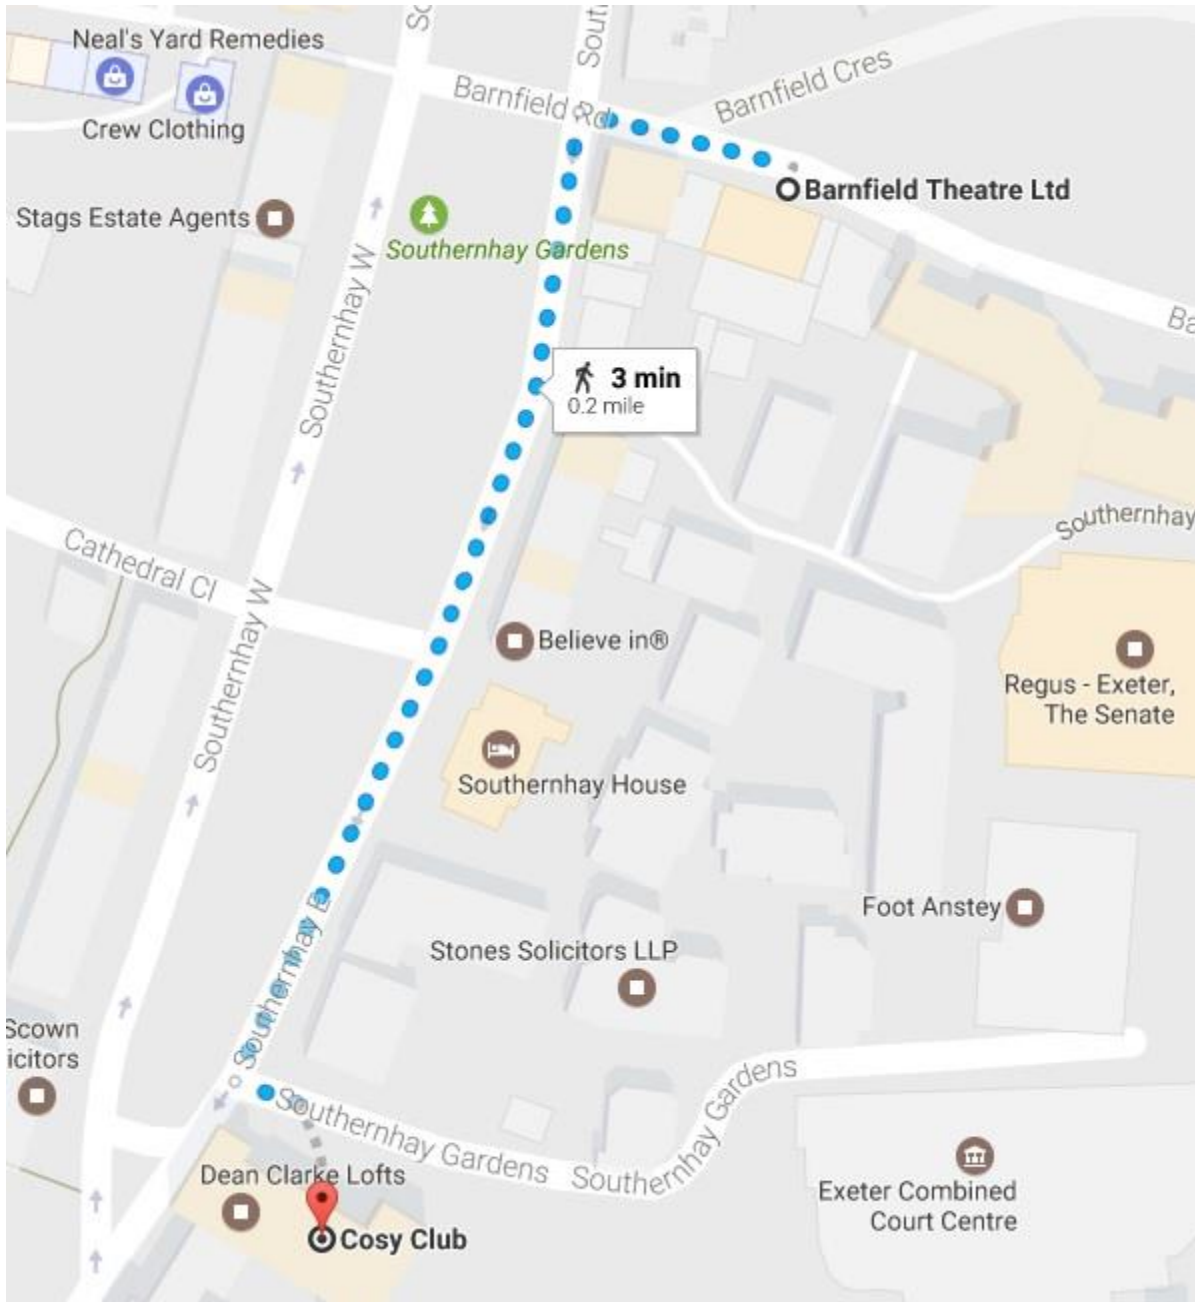 Neal's Yard Remedies
Crew Clothing
Barnfield Rd
Barnfield Cres
Barnfield Theatre Ltd
Stags Estate Agents
Southernhay Gardens
Southernhay W
3 min
0.2 mile
Southernhay
Cathedral Cl
Southernhay W
Believe in®
Regus - Exeter,
The Senate
Southernhay House
Foot Anstey
Southernhay E
Stones Solicitors LLP
Scown
icitors
Southernhay Gardens
Southernhay Gardens
Dean Clarke Lofts
Exeter Combined
Court Centre
Cosy Club